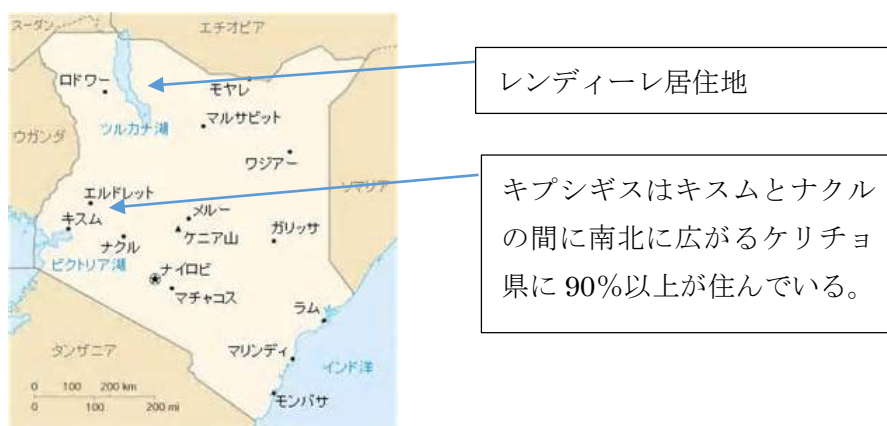 スーダン
エチオピア
ロドワー
モヤレ
レンディーレ居住地
ツルカナ湖
マルサビット
ウガンダ
ワジアー
ソマリア
エルドレット
キプシギスはキスムとナクル
の間に南北に広がるケリチョ
県に 90%以上が住んでいる。
メルー
キスム
ケニア山
ガリッサ
ナクル
ビクトリア湖
ナイロビ
マチャコス
ラム
タンザニア
マリンディ
インド洋
0 100 200 km
0 100 200 mi
モンバサ